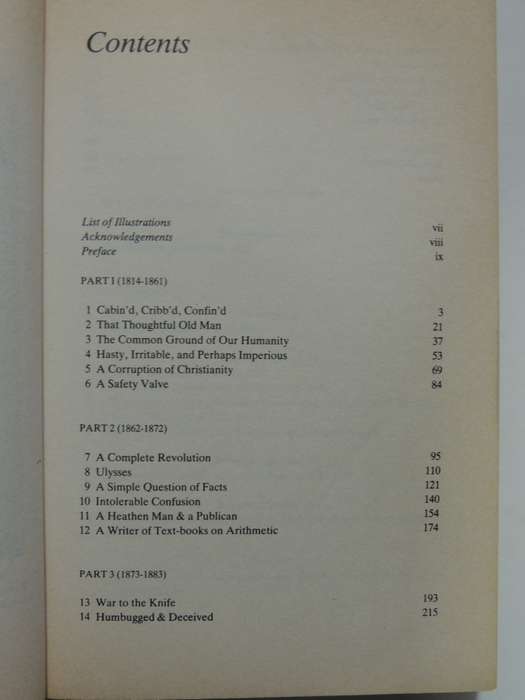 Contents
List of Illustrations vii
Acknowledgements viii
Preface ix
PART 1 (1814-1861)
1 Cabin'd, Cribb'd, Confin'd 3
2 That Thoughtful Old Man 21
3 The Common Ground of Our Humanity 37
4 Hasty, Irritable, and Perhaps Imperious 53
5 A Corruption of Christianity 69
6 A Safety Valve 84
PART 2 (1862-1872)
7 A Complete Revolution 95
8 Ulysses 110
9 A Simple Question of Facts 121
10 Intolerable Confusion 140
11 A Heathen Man & a Publican 154
12 A Writer of Text-books on Arithmetic 174
PART 3 (1873-1883)
13 War to the Knife 193
14 Humbugged & Deceived 215